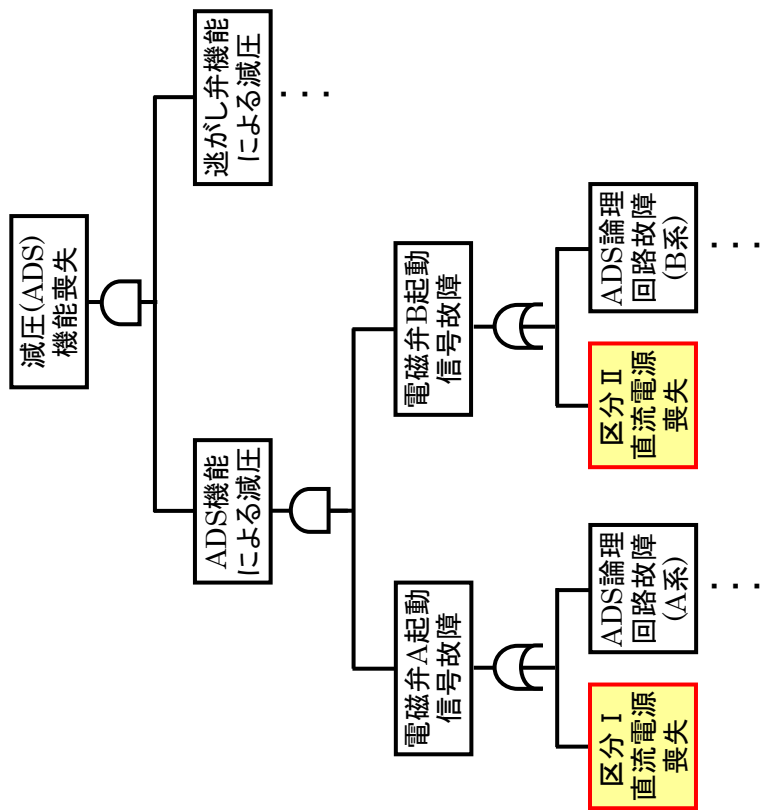 減圧(ADS)
機能喪失
ADS機能
による減圧
逃がし弁機能
による減圧
・・・
電磁弁A起動
信号故障
電磁弁B起動
信号故障
区分Ⅰ
直流電源
喪失
ADS論理
回路故障
(A系)
・・・
区分Ⅱ
直流電源
喪失
ADS論理
回路故障
(B系)
・・・